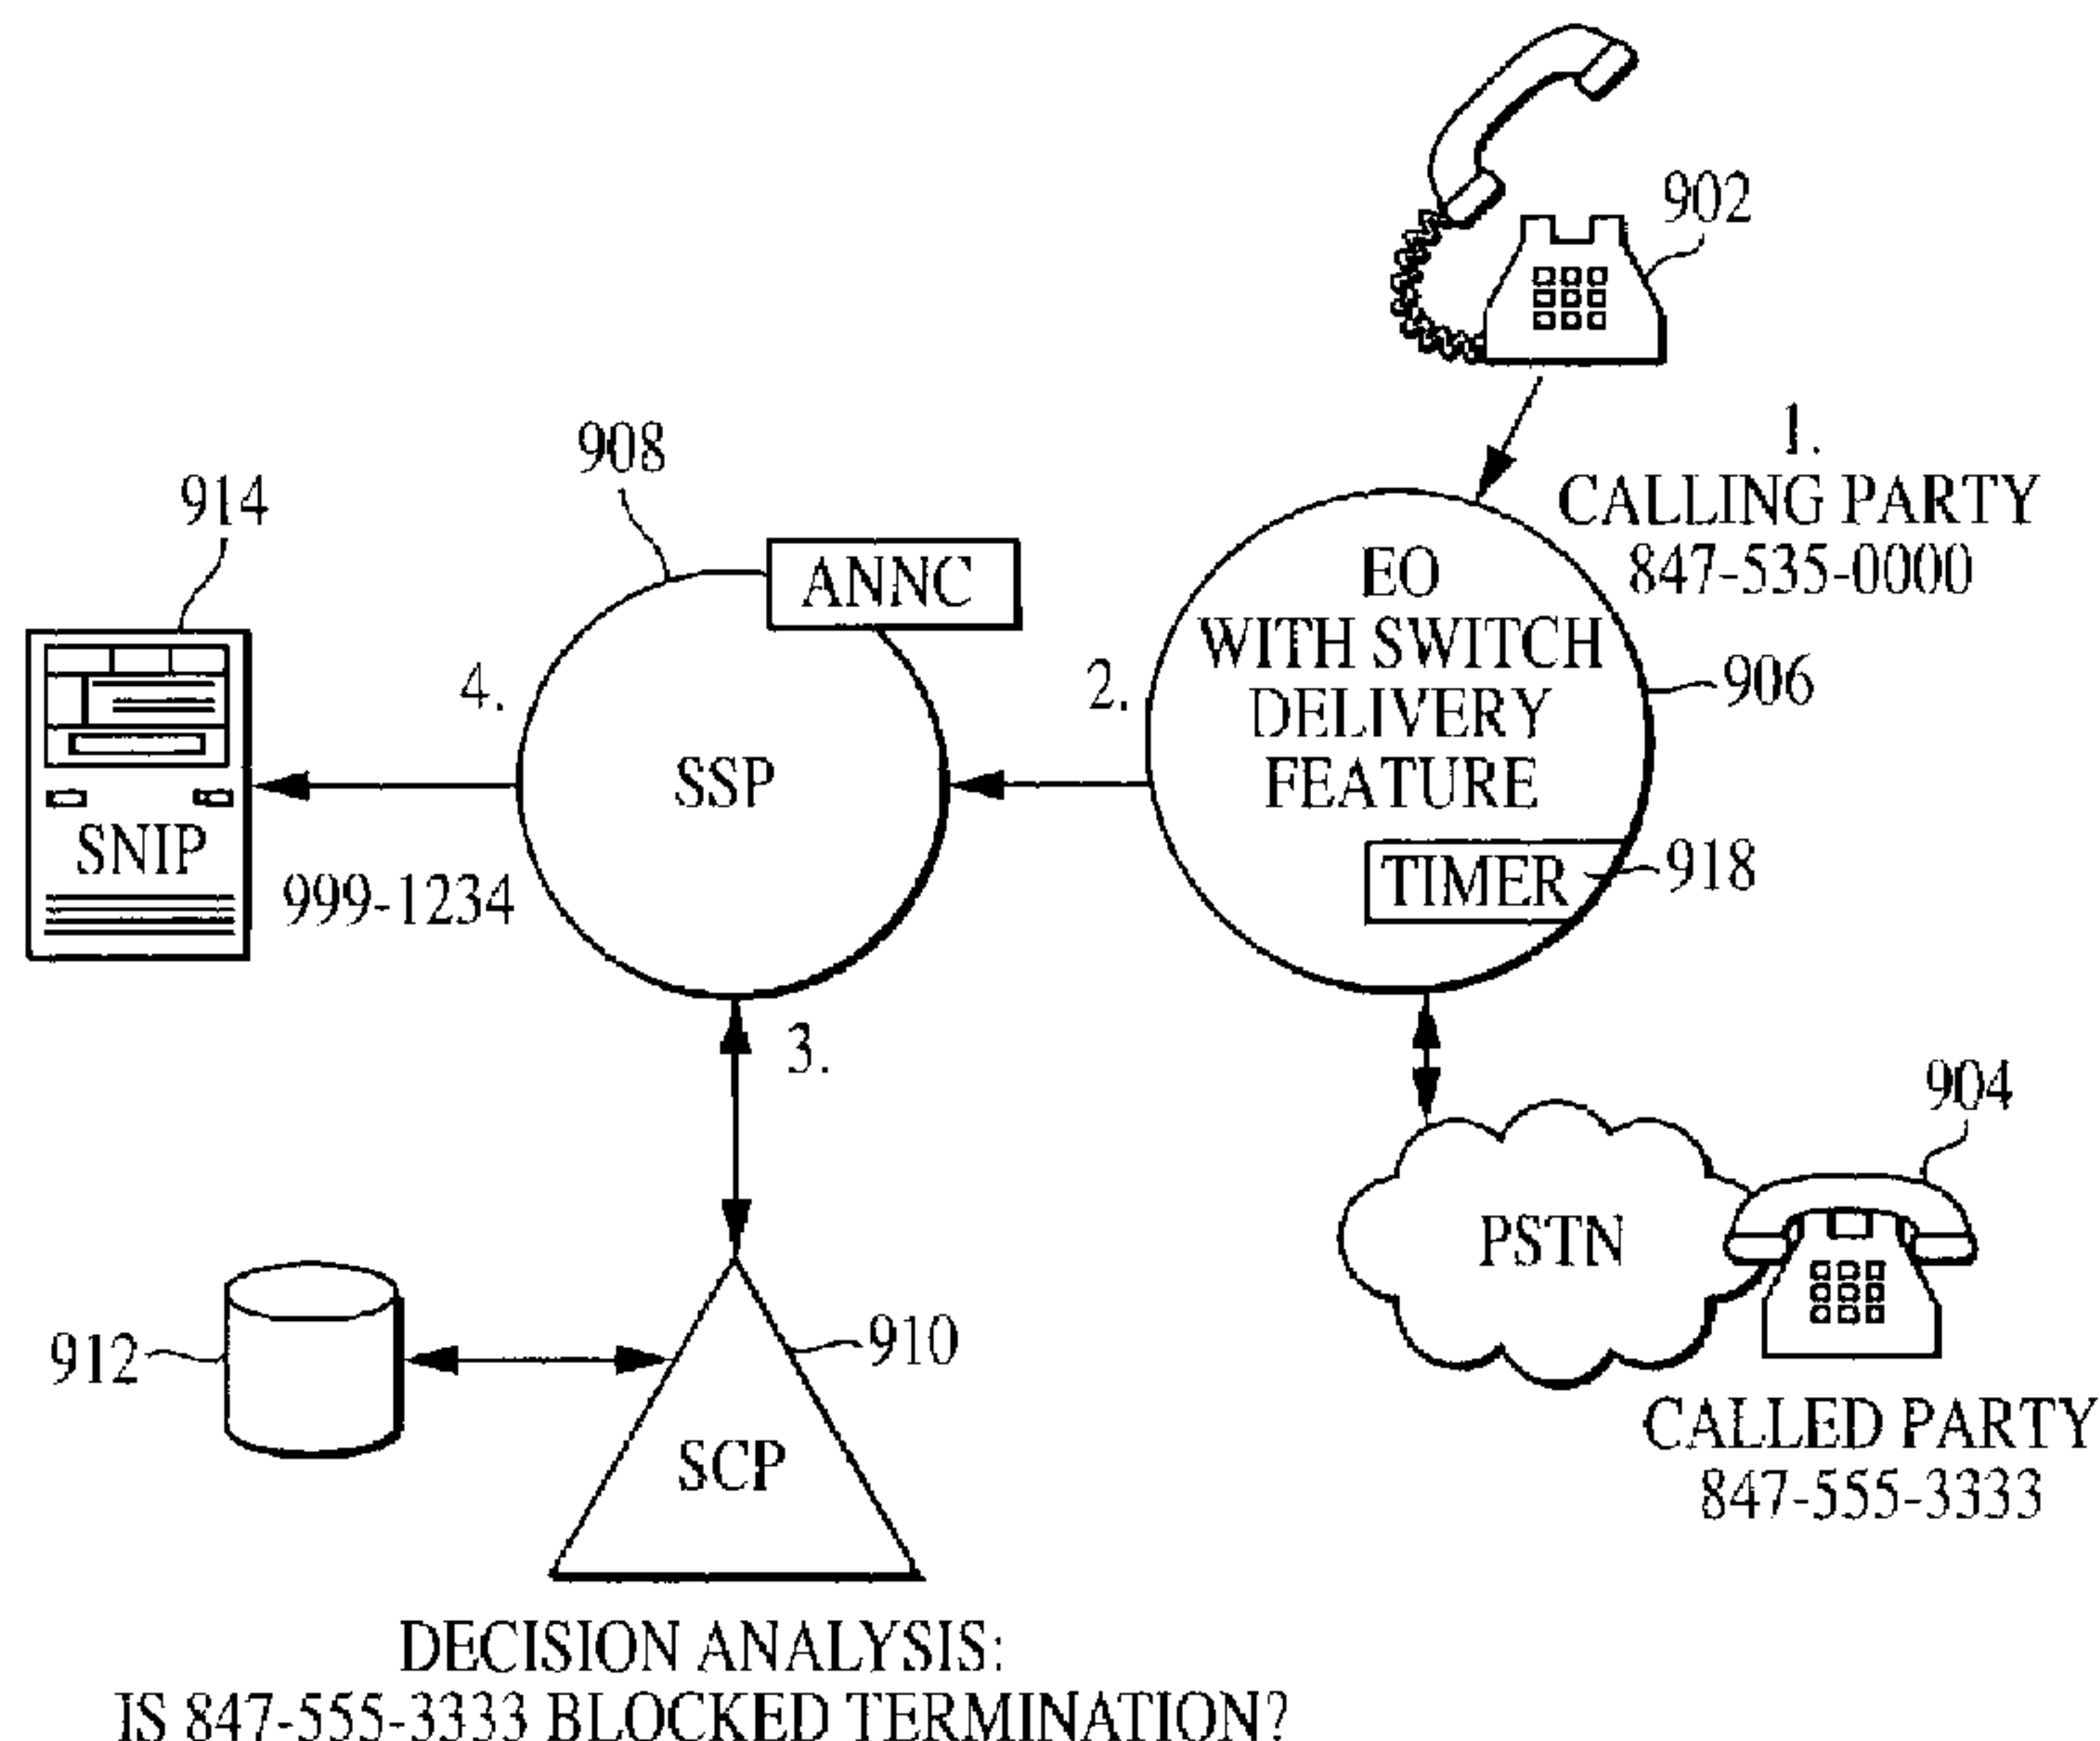 902
1.
CALLING PARTY
847-535-0000
908
914
ANNC
EO
WITH SWITCH
DELIVERY
FEATURE
906
4.
2.
SSP
SNIP
999-1234
TIMER
918
3.
904
PSTN
CALLED PARTY
847-555-3333
912
910
SCP
DECISION ANALYSIS:
IS 847-555-3333 BLOCKED TERMINATION?